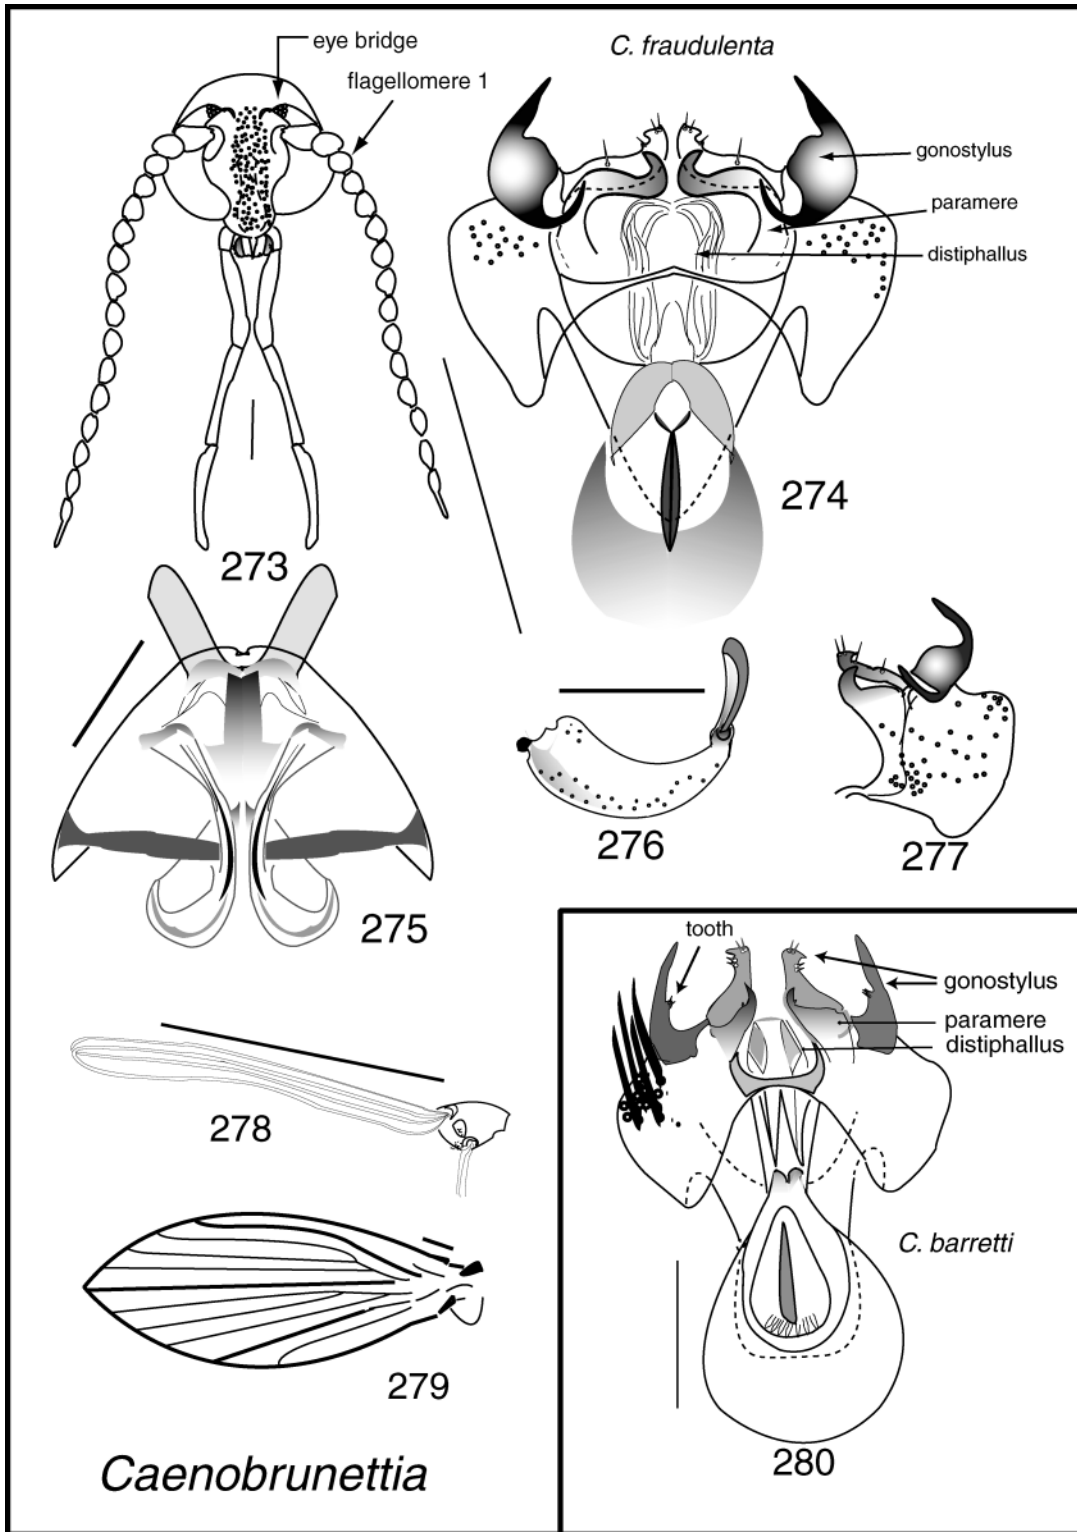 eye bridge
flagellomere 1
C. fraudulenta
gonostylus
paramere
distiphallus
273
274
275
276
277
278
279
Caenobrunettia
tooth
gonostylus
paramere
distiphallus
C. barretti
280